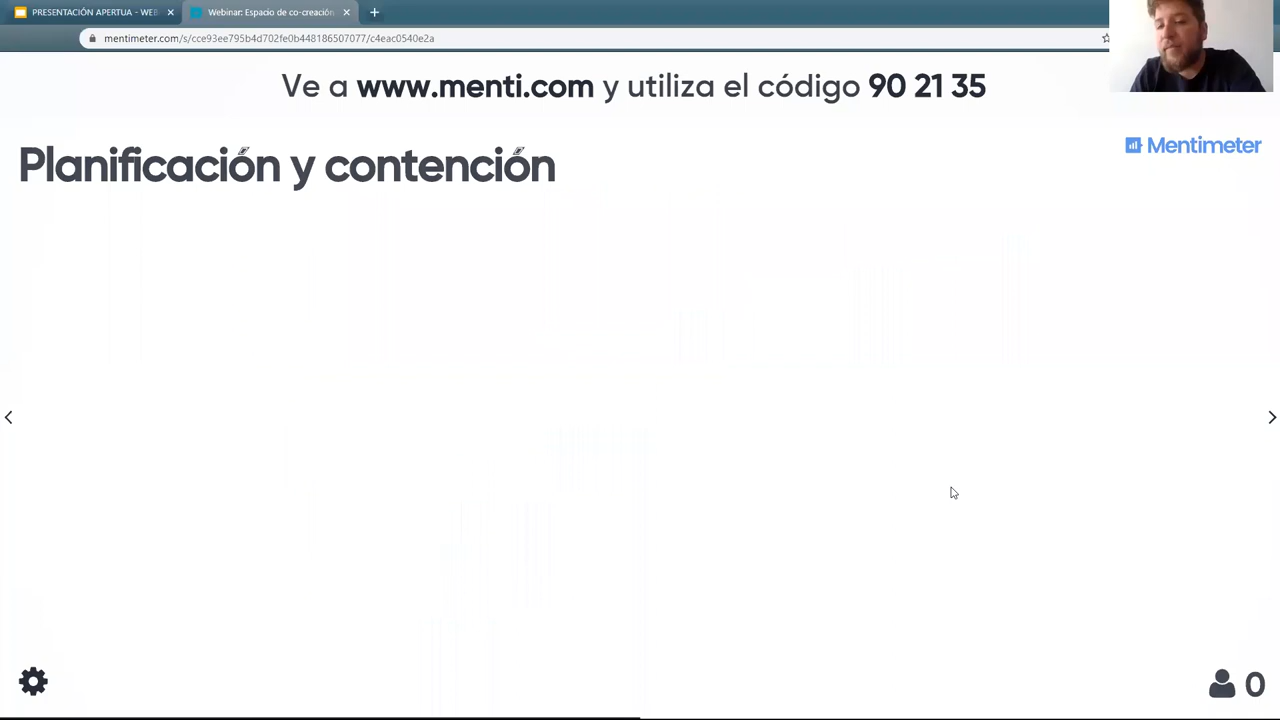 PRESENTACIÓN APERTUA - WEB
Webinar: Espacio de co-creación
mentimeter.com/s/cce93ee795b4d702fe0b448186507077/c4eac0540e2a
Ve a www.menti.com y utiliza el código 90 21 35
Planificación y contención
Mentimeter
0